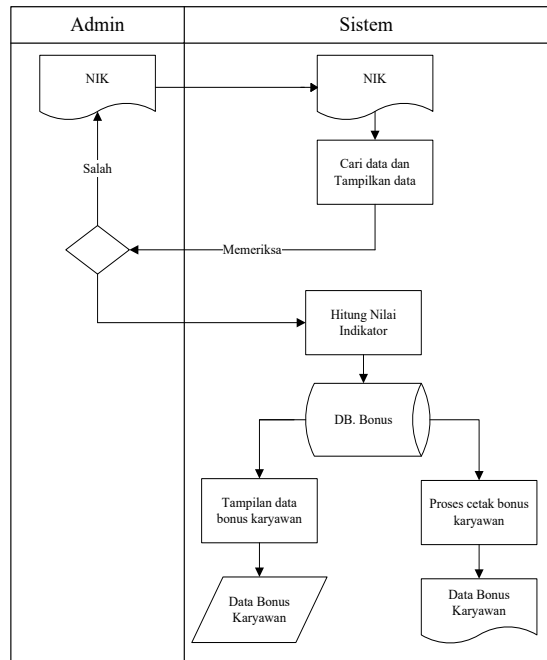 Admin
Sistem
NIK
NIK
Salah
Cari data dan
Tampilkan data
Memeriksa
Hitung Nilai
Indikator
DB. Bonus
Tampilan data
bonus karyawan
Proses cetak bonus
karyawan
Data Bonus
Karyawan
Data Bonus
Karyawan